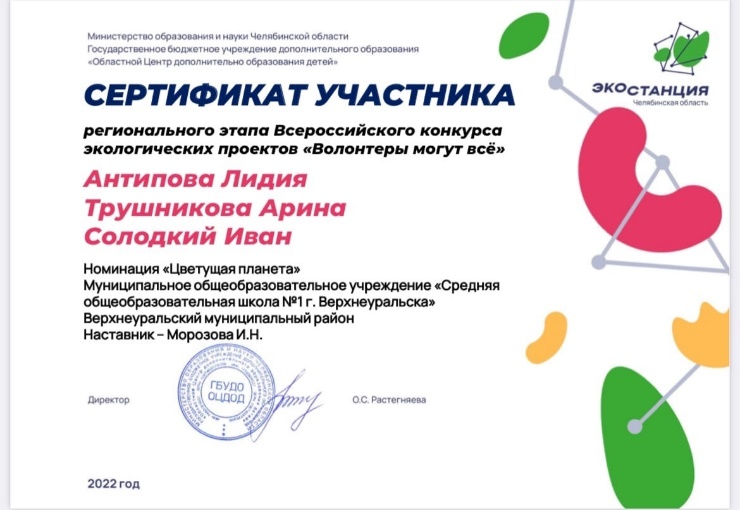 Министерство образования и науки Челябинской области
Государственное бюджетное учреждение дополнительного образования
«Областной Центр дополнительно образования детей»
ЭКОСТАНЦИЯ
Челябинская область
СЕРТИФИКАТ УЧАСТНИКА
регионального этапа Всероссийского конкурса
экологических проектов «Волонтеры могут всё»
Антипова Лидия
Трушникова Арина
Солодкий Иван
Номинация «Цветущая планета»
Муниципальное общеобразовательное учреждение «Средняя
общеобразовательная школа №1 г. Верхнеуральска»
Верхнеуральский муниципальный район
Наставник – Морозова И.Н.
ГБУДО
ОЦДОД
Директор
О.С. Растегняева
2022 год